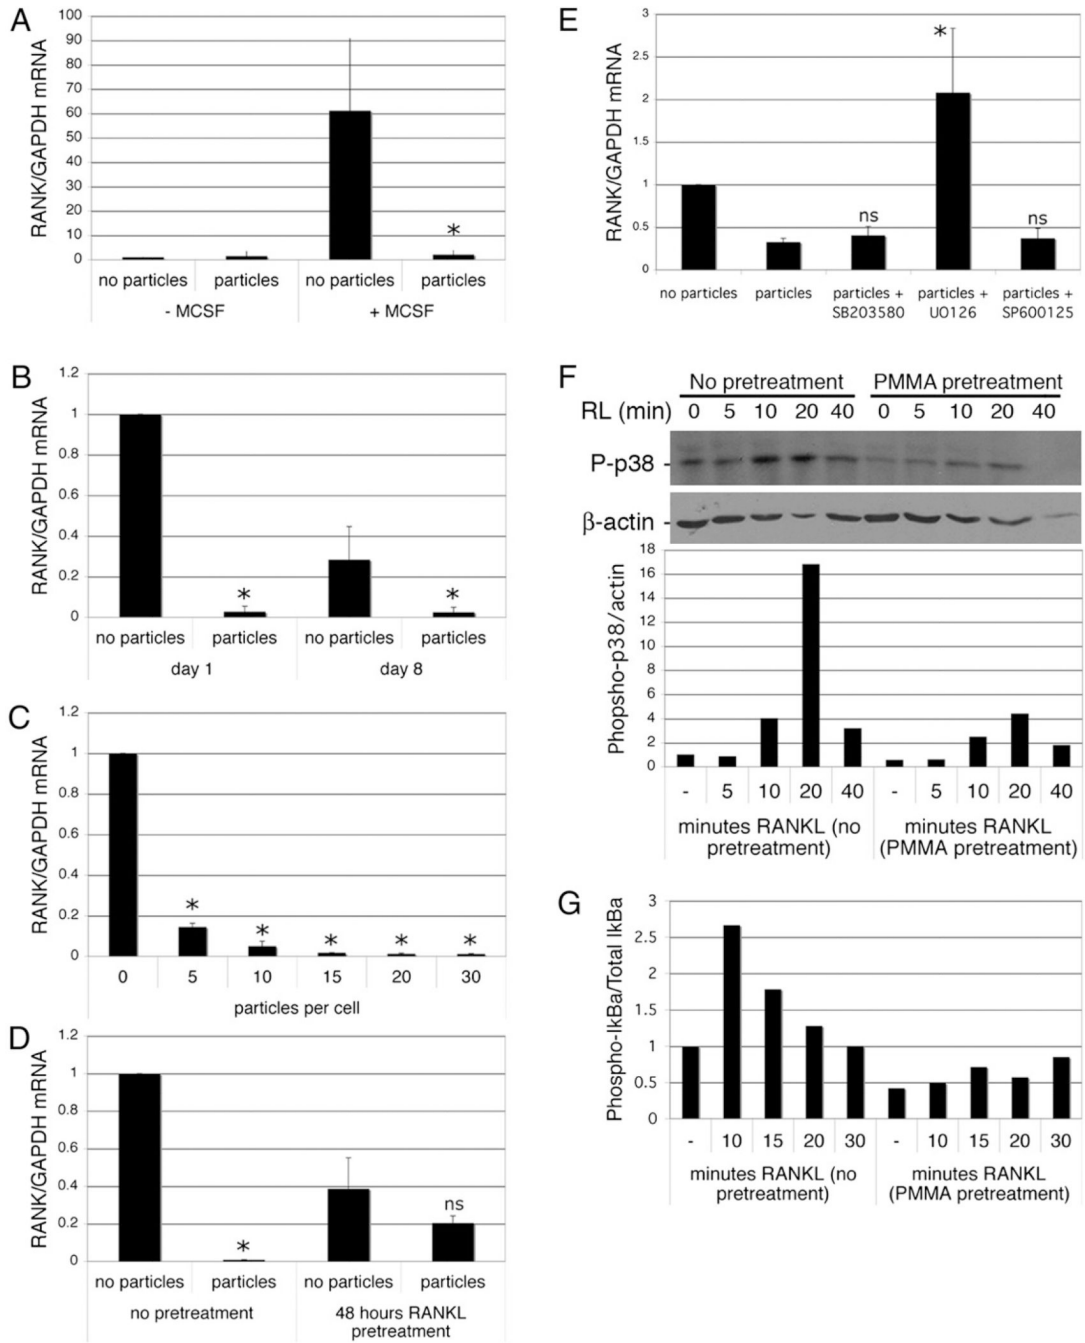 A
RANK/GAPDH mRNA
100
90
80
70
60
50
40
30
20
10
0
*
no particles particles no particles particles
- MCSF + MCSF
B
RANK/GAPDH mRNA
1.2
1
0.8
0.6
0.4
0.2
0
* *
no particles particles no particles particles
day 1 day 8
C
RANK/GAPDH mRNA
1.2
1
0.8
0.6
0.4
0.2
0
* * * * *
0 5 10 15 20 30
particles per cell
D
RANK/GAPDH mRNA
1.2
1
0.8
0.6
0.4
0.2
0
* ns
no particles particles no particles particles
no pretreatment 48 hours RANKL
pretreatment
E
RANK/GAPDH mRNA
3
2.5
2
1.5
1
0.5
0
ns * ns
no particles particles particles + particles + particles +
SB203580 UO126 SP600125
F
No pretreatment PMMA pretreatment
RL (min) 0 5 10 20 40 0 5 10 20 40
P-p38 -
β-actin -
Phopsho-p38/actin
18
16
14
12
10
8
6
4
2
0
- 5 10 20 40 - 5 10 20 40
minutes RANKL (no minutes RANKL
pretreatment) (PMMA pretreatment)
G
Phospho-IkBa/Total IkBa
3
2.5
2
1.5
1
0.5
0
- 10 15 20 30 - 10 15 20 30
minutes RANKL (no minutes RANKL
pretreatment) (PMMA pretreatment)